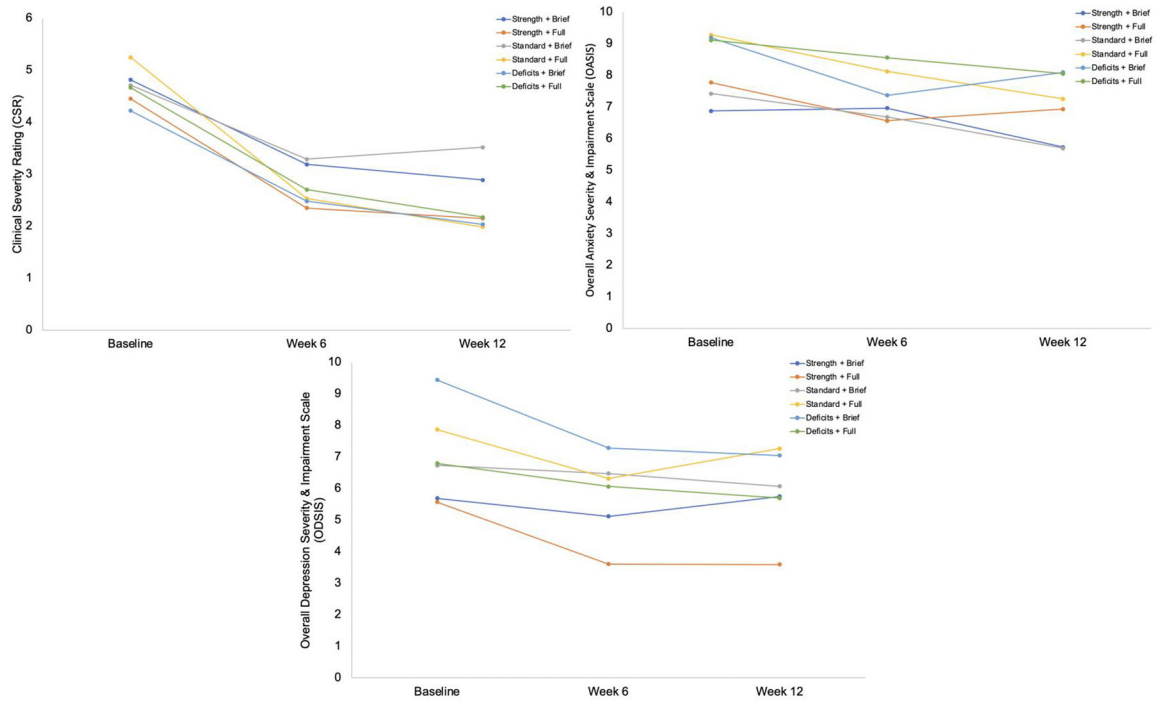 Clinical Severity Rating (CSR)
6
5
4
3
2
1
0
Baseline
Week 6
Week 12
Strength + Brief
Strength + Full
Standard + Brief
Standard + Full
Deficits + Brief
Deficits + Full
Overall Anxiety Severity & Impairment Scale (OASIS)
10
9
8
7
6
5
4
3
2
1
0
Baseline
Week 6
Week 12
Strength + Brief
Strength + Full
Standard + Brief
Standard + Full
Deficits + Brief
Deficits + Full
Overall Depression Severity & Impairment Scale
(ODSIS)
10
9
8
7
6
5
4
3
2
1
0
Baseline
Week 6
Week 12
Strength + Brief
Strength + Full
Standard + Brief
Standard + Full
Deficits + Brief
Deficits + Full